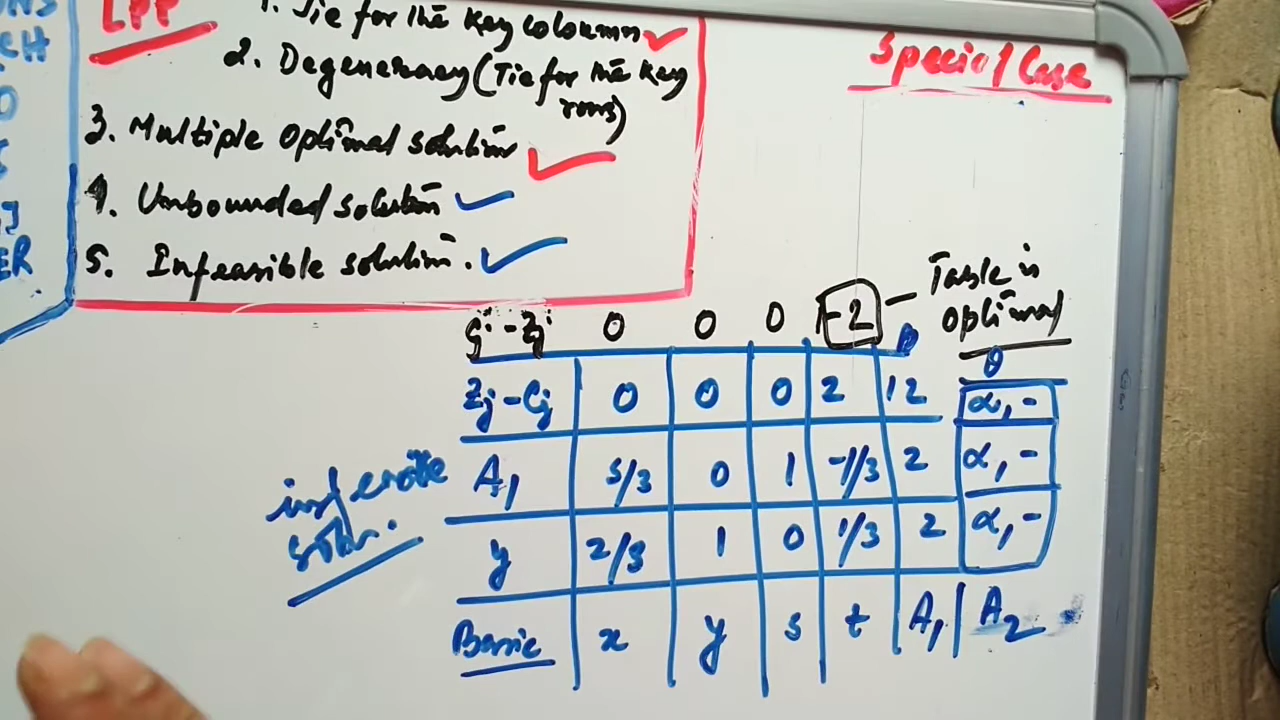 LPP
1. Tie for the key coloumn
2. Degeneracy (Tie for the key
rows)
3. Multiple optimal solution
4. Unbounded solution
5. Infeasible solution.
Special Case
NS
CH
O
J
ER
Cj - Zj 0 0 0 -2 — Table is
optimal
b θ
Zj - Cj 0 0 0 2 12 α, -
A1 5/3 0 1 -1/3 2 α, -
y 2/3 1 0 1/3 2 α, -
Basic x y s t A1 A2
soln.